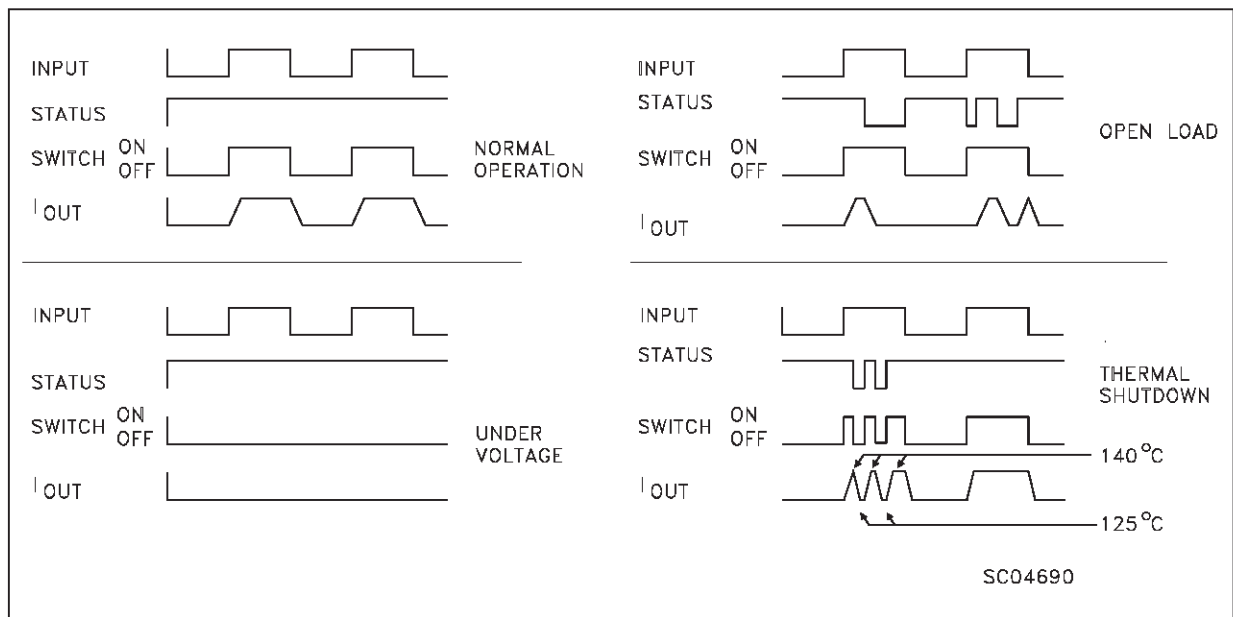 INPUT
STATUS
SWITCH ON
OFF
I OUT
NORMAL
OPERATION
INPUT
STATUS
SWITCH ON
OFF
I OUT
OPEN LOAD
INPUT
STATUS
SWITCH ON
OFF
I OUT
UNDER
VOLTAGE
INPUT
STATUS
SWITCH ON
OFF
I OUT
THERMAL
SHUTDOWN
140°C
125°C
SC04690